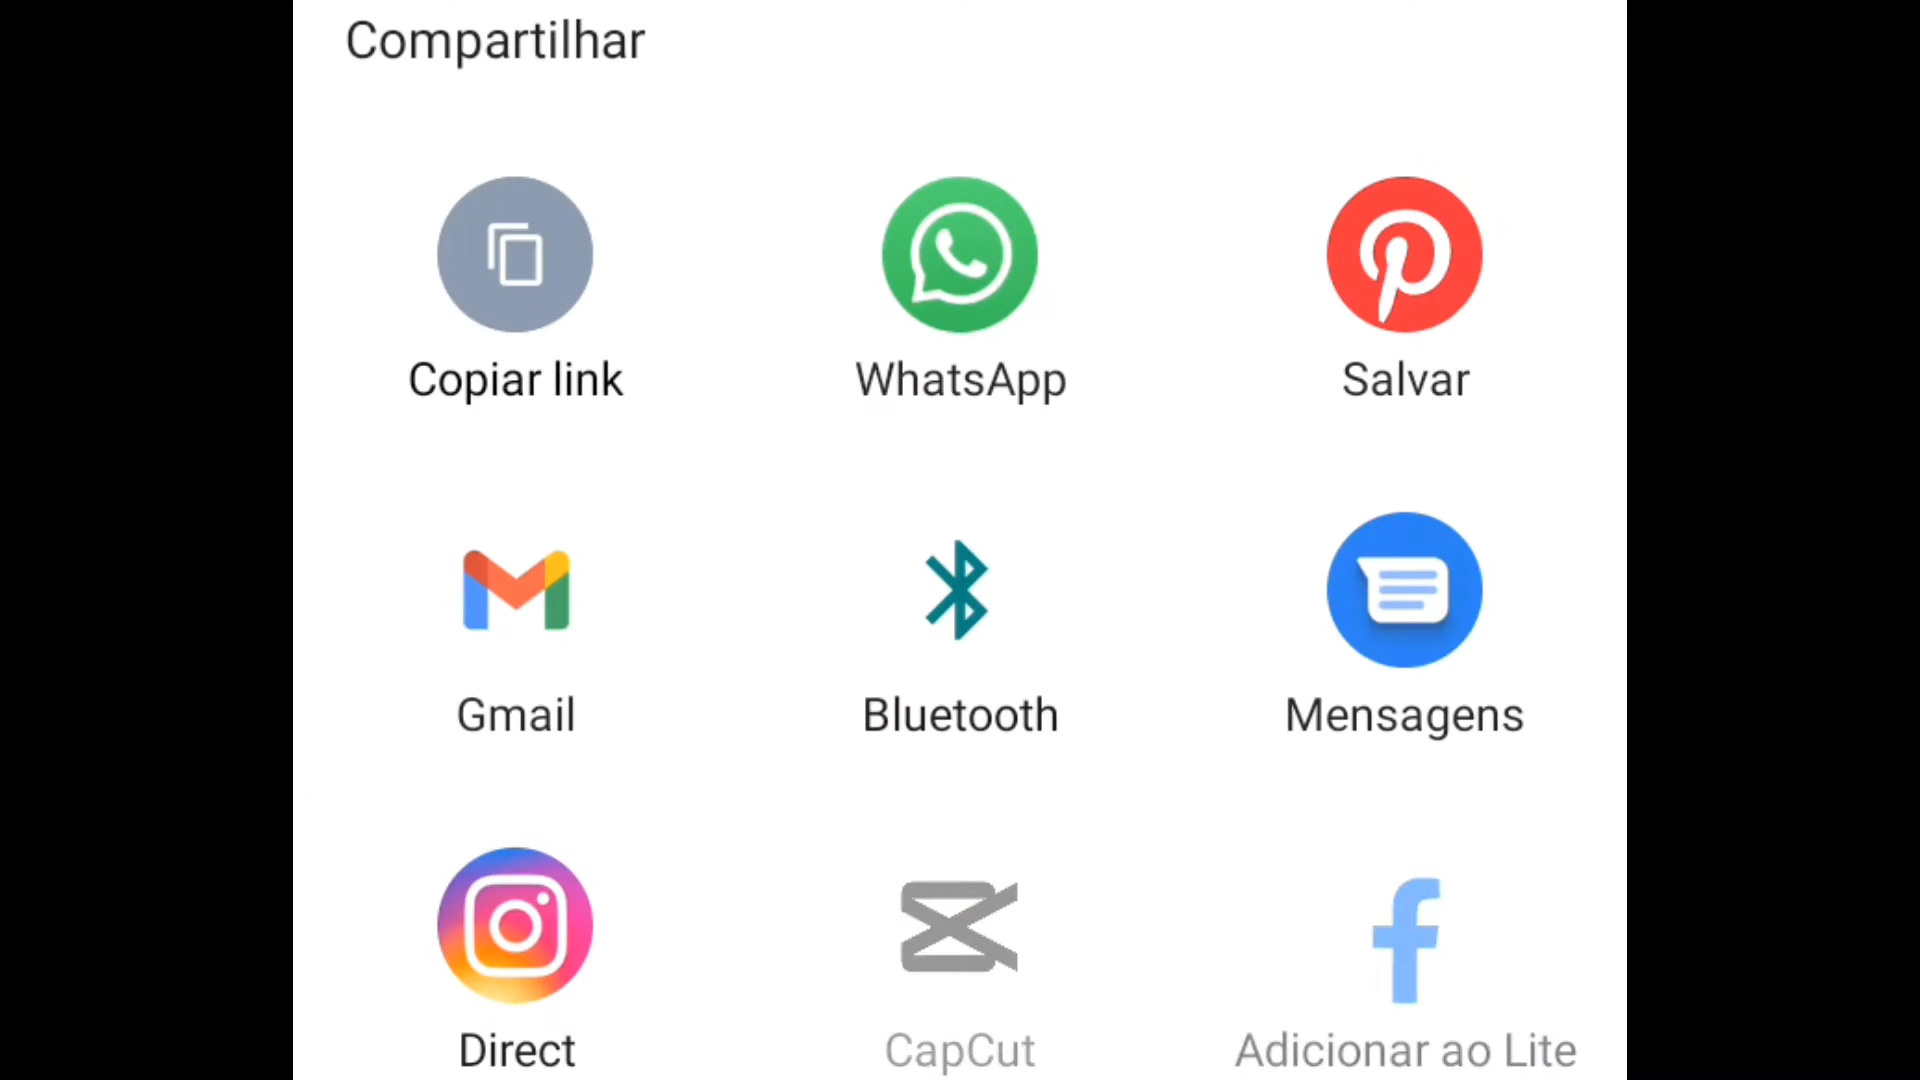 Compartilhar
Copiar link
WhatsApp
Salvar
Gmail
Bluetooth
Mensagens
Direct
CapCut
Adicionar ao Lite